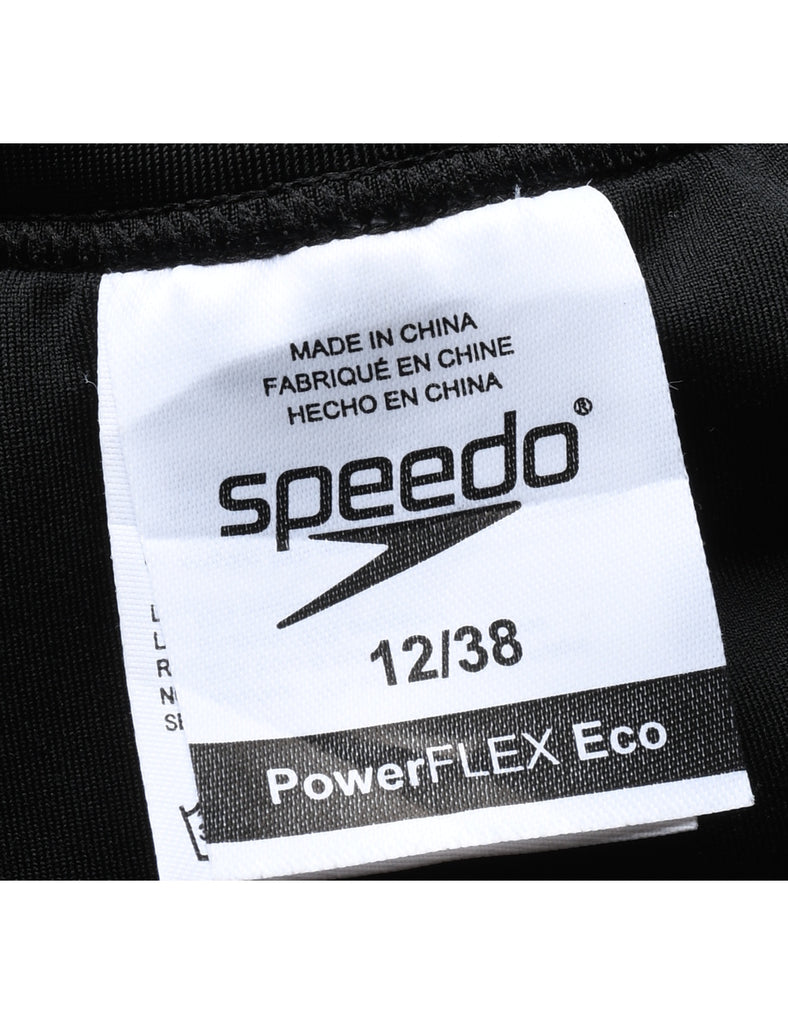 MADE IN CHINA
FABRIQUÉ EN CHINE
HECHO EN CHINA
speedo®
12/38
PowerFLEX Eco